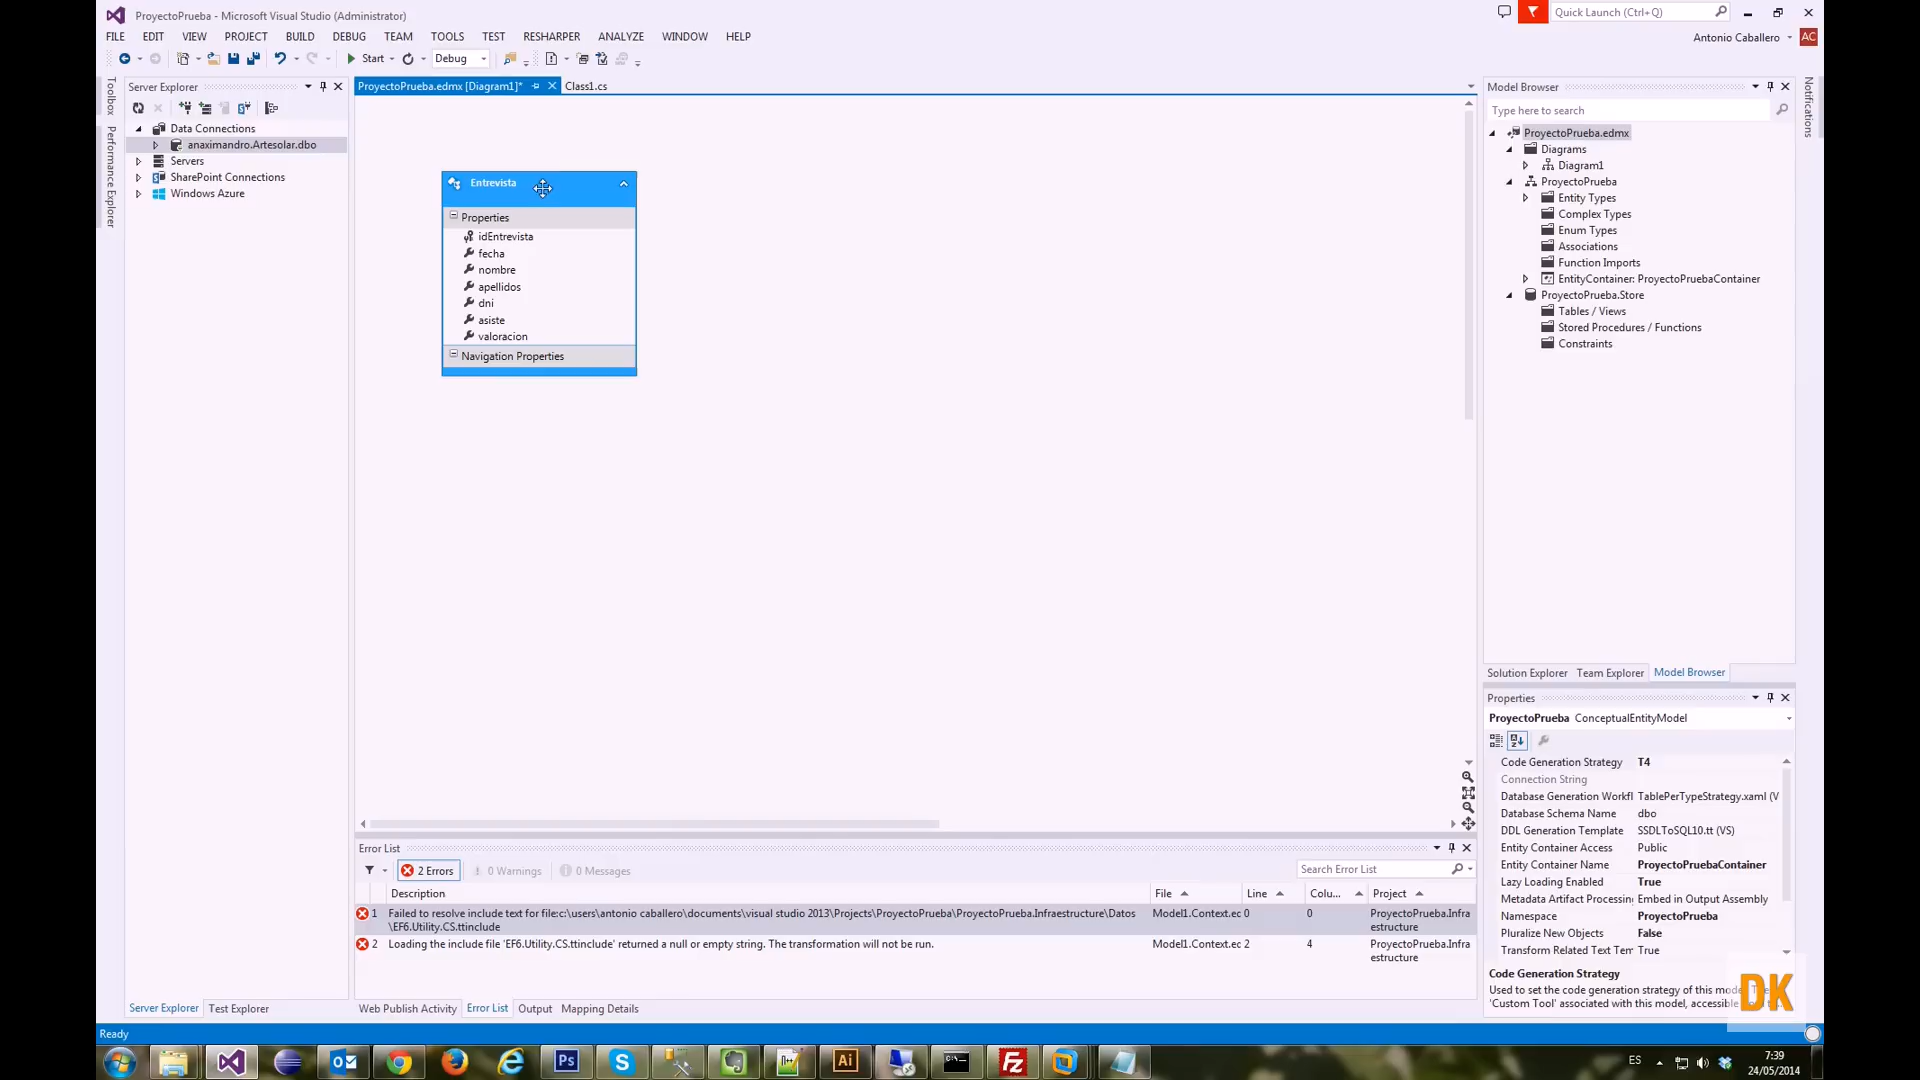 ProyectoPrueba - Microsoft Visual Studio (Administrator)
Quick Launch (Ctrl+Q)
FILE EDIT VIEW PROJECT BUILD DEBUG TEAM TOOLS TEST RESHARPER ANALYZE WINDOW HELP
Antonio Caballero AC
Start Debug
Toolbox
Performance Explorer
Server Explorer
Data Connections
anaximandro.Artesolar.dbo
Servers
SharePoint Connections
Windows Azure
Server Explorer Test Explorer
ProyectoPrueba.edmx [Diagram1]* Class1.cs
Entrevista
Properties
idEntrevista
fecha
nombre
apellidos
dni
asiste
valoracion
Navigation Properties
Error List
2 Errors 0 Warnings 0 Messages
Search Error List
Description File Line Colu... Project
1 Failed to resolve include text for file:c:\users\antonio caballero\documents\visual studio 2013\Projects\ProyectoPrueba\ProyectoPrueba.Infraestructure\Datos Model1.Context.ec 0 0 ProyectoPrueba.Infra
\EF6.Utility.CS.ttinclude estructure
2 Loading the include file 'EF6.Utility.CS.ttinclude' returned a null or empty string. The transformation will not be run. Model1.Context.ec 2 4 ProyectoPrueba.Infra
estructure
Web Publish Activity Error List Output Mapping Details
Model Browser
Type here to search
ProyectoPrueba.edmx
Diagrams
Diagram1
ProyectoPrueba
Entity Types
Complex Types
Enum Types
Associations
Function Imports
EntityContainer: ProyectoPruebaContainer
ProyectoPrueba.Store
Tables / Views
Stored Procedures / Functions
Constraints
Solution Explorer Team Explorer Model Browser
Notifications
Properties
ProyectoPrueba ConceptualEntityModel
Code Generation Strategy T4
Connection String
Database Generation Workfl TablePerTypeStrategy.xaml (V
Database Schema Name dbo
DDL Generation Template SSDLToSQL10.tt (VS)
Entity Container Access Public
Entity Container Name ProyectoPruebaContainer
Lazy Loading Enabled True
Metadata Artifact Processing Embed in Output Assembly
Namespace ProyectoPrueba
Pluralize New Objects False
Transform Related Text Tem True
Code Generation Strategy
Used to set the code generation strategy of this mode
'Custom Tool' associated with this model, accessible
DK
Ready
ES
7:39
24/05/2014